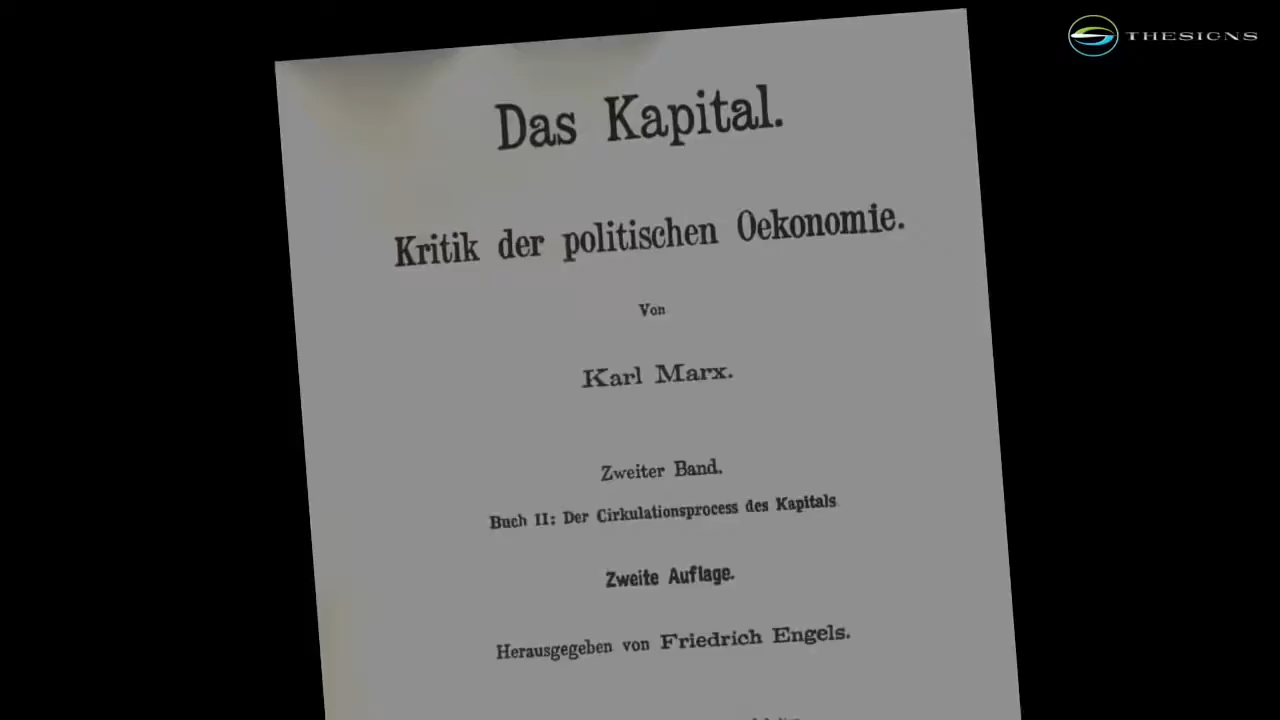 THESIGNS
Das Kapital.
Kritik der politischen Oekonomie.
Von
Karl Marx.
Zweiter Band.
Buch II: Der Cirkulationsprocess des Kapitals
Zweite Auflage.
Herausgegeben von Friedrich Engels.